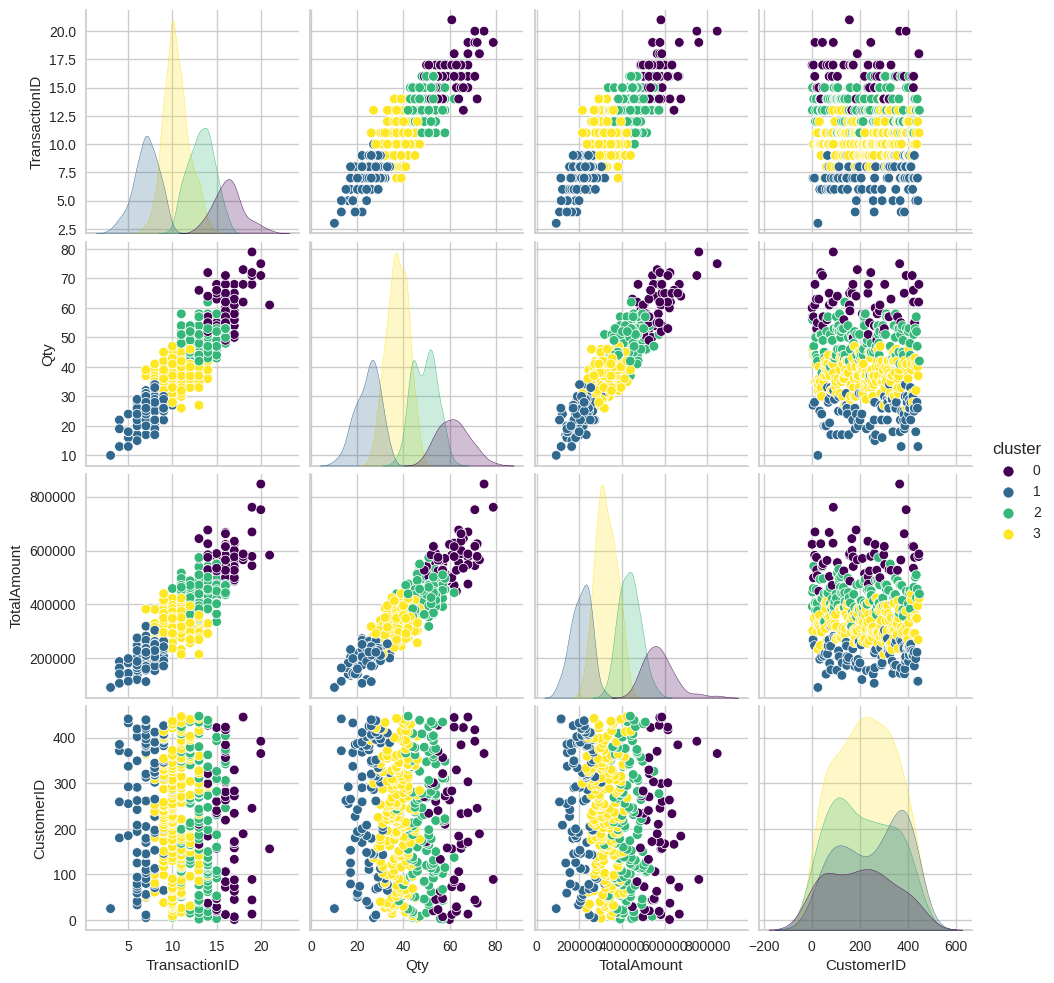 20.0
17.5
15.0
12.5
10.0
7.5
5.0
2.5
TransactionID
80
70
60
50
40
30
20
10
Qty
cluster
0
1
2
3
800000
600000
400000
200000
TotalAmount
400
300
200
100
0
CustomerID
5 10 15 20
0 20 40 60 80
0 200000 400000 600000 800000
−200 0 200 400 600
TransactionID Qty TotalAmount CustomerID